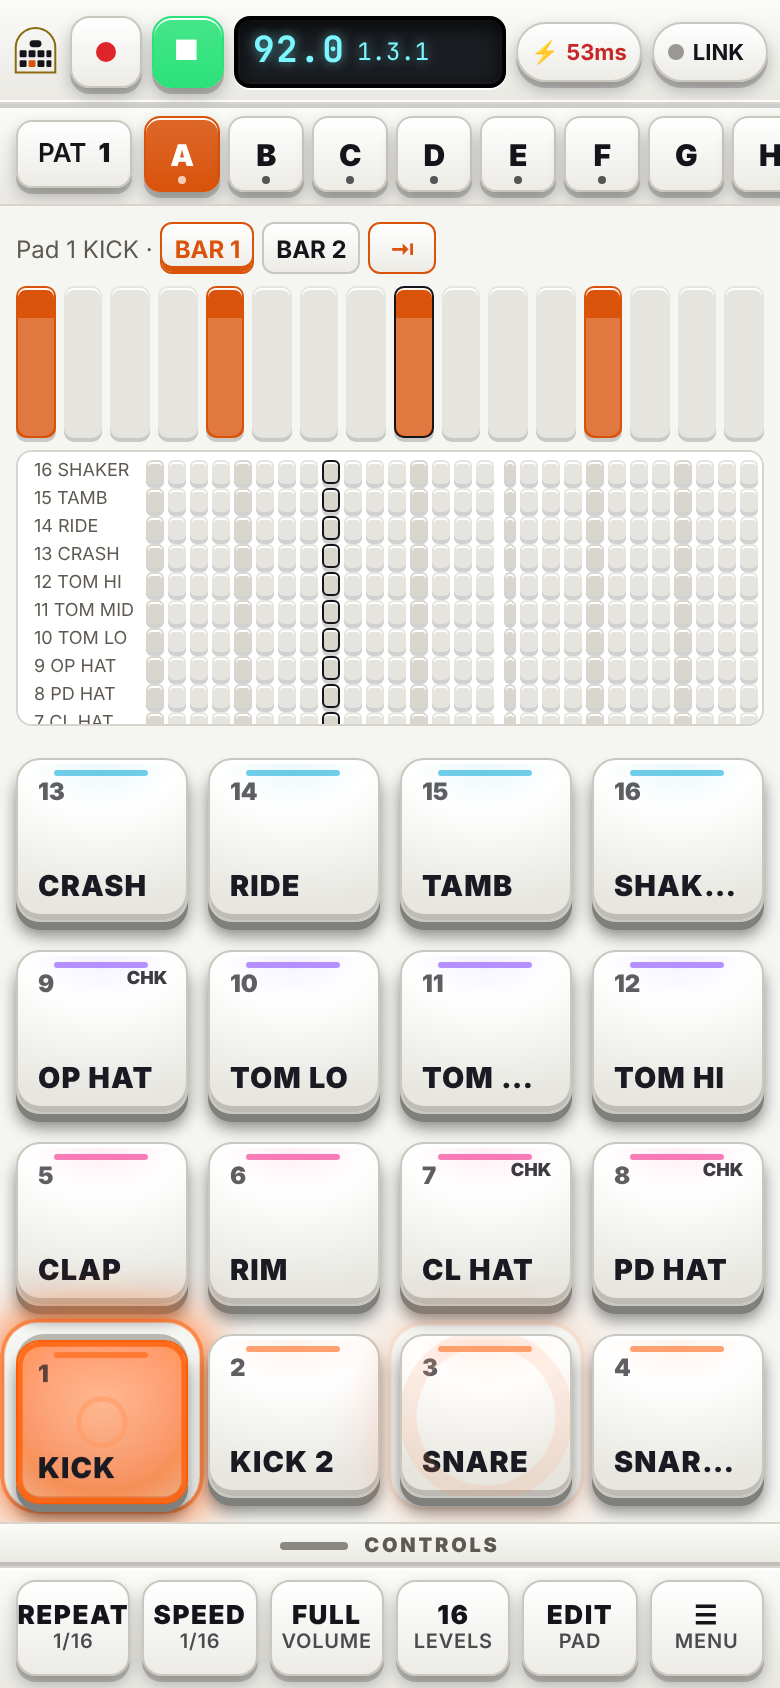 92.0 1.3.1
⚡ 53ms
LINK
PAT 1
A
B
C
D
E
F
G
H
Pad 1 KICK ·
BAR 1
BAR 2
⇥
16 SHAKER
15 TAMB
14 RIDE
13 CRASH
12 TOM HI
11 TOM MID
10 TOM LO
9 OP HAT
8 PD HAT
7 CL HAT
13
CRASH
14
RIDE
15
TAMB
16
SHAK...
9
CHK
OP HAT
10
TOM LO
11
TOM ...
12
TOM HI
5
CLAP
6
RIM
7
CHK
CL HAT
8
CHK
PD HAT
1
KICK
2
KICK 2
3
SNARE
4
SNAR...
CONTROLS
REPEAT
1/16
SPEED
1/16
FULL
VOLUME
16
LEVELS
EDIT
PAD
☰
MENU